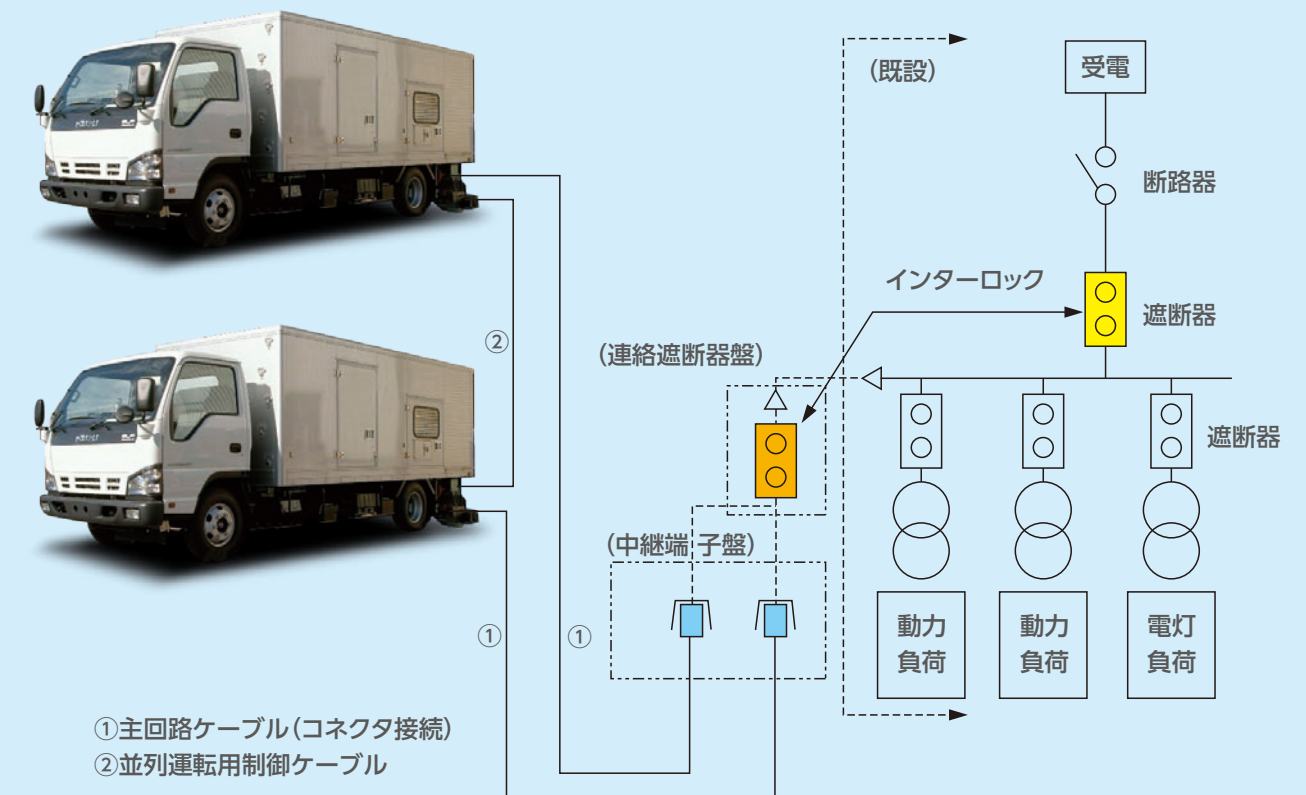 (既設)
受電
断路器
インターロック
遮断器
②
(連絡遮断器盤)
遮断器
(中継端 子盤)
①
①
動力
負荷
動力
負荷
電灯
負荷
①主回路ケーブル(コネクタ接続)
②並列運転用制御ケーブル